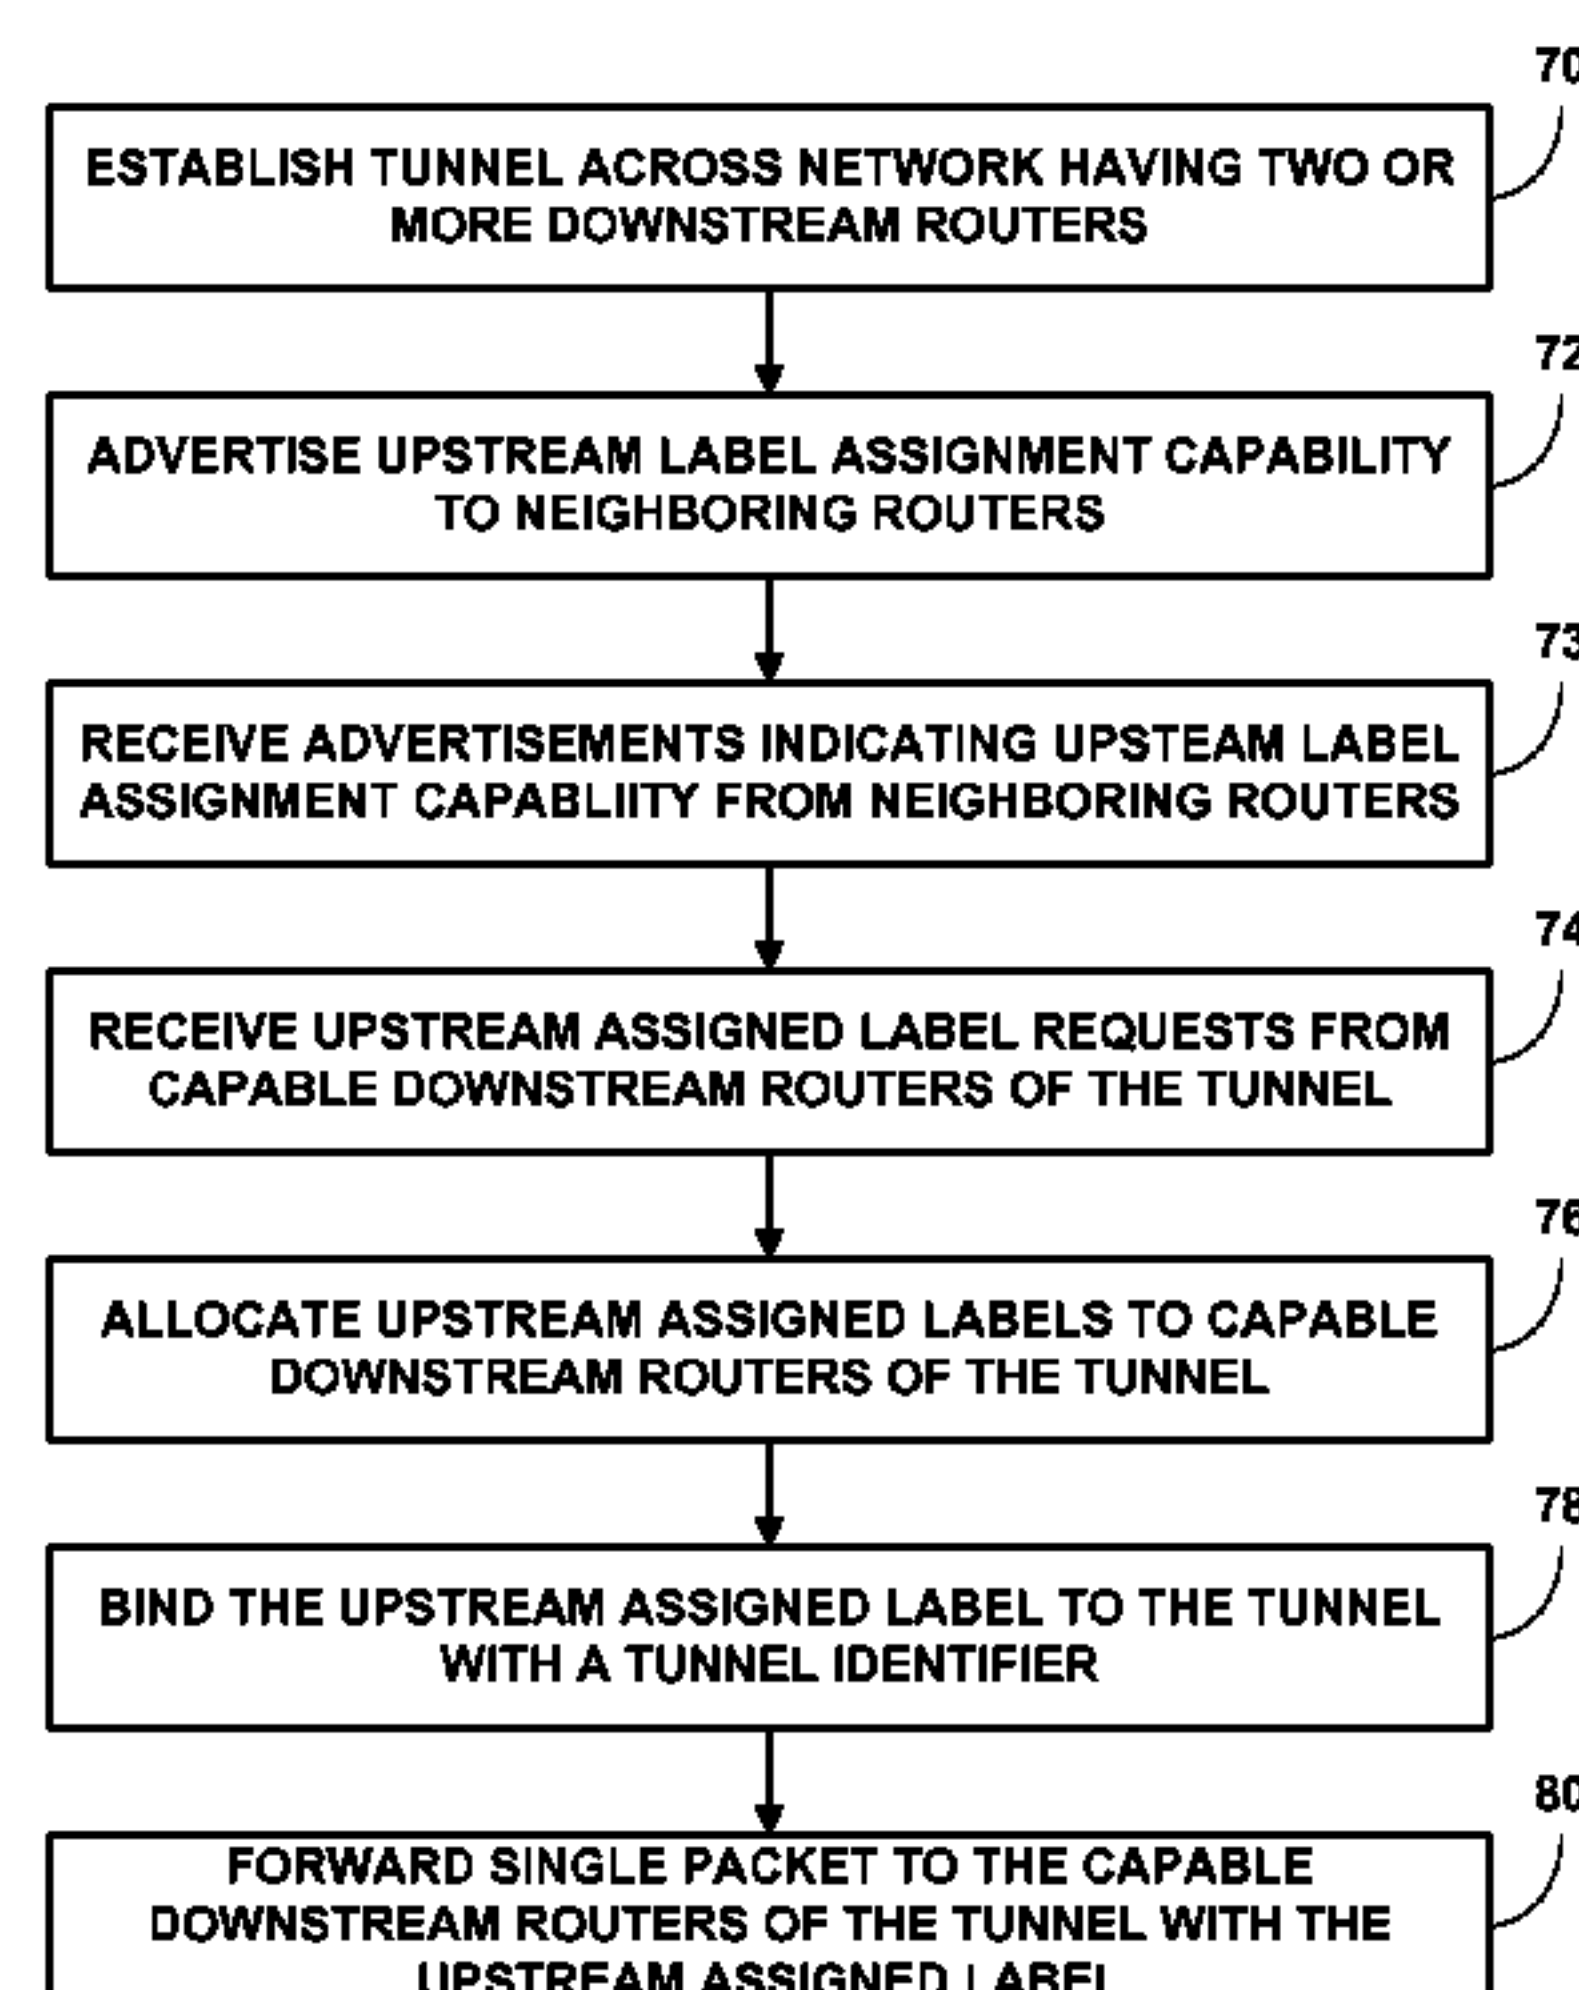 70
ESTABLISH TUNNEL ACROSS NETWORK HAVING TWO OR
MORE DOWNSTREAM ROUTERS
72
ADVERTISE UPSTREAM LABEL ASSIGNMENT CAPABILITY
TO NEIGHBORING ROUTERS
73
RECEIVE ADVERTISEMENTS INDICATING UPSTEAM LABEL
ASSIGNMENT CAPABLIITY FROM NEIGHBORING ROUTERS
74
RECEIVE UPSTREAM ASSIGNED LABEL REQUESTS FROM
CAPABLE DOWNSTREAM ROUTERS OF THE TUNNEL
76
ALLOCATE UPSTREAM ASSIGNED LABELS TO CAPABLE
DOWNSTREAM ROUTERS OF THE TUNNEL
78
BIND THE UPSTREAM ASSIGNED LABEL TO THE TUNNEL
WITH A TUNNEL IDENTIFIER
80
FORWARD SINGLE PACKET TO THE CAPABLE
DOWNSTREAM ROUTERS OF THE TUNNEL WITH THE
UPSTREAM ASSIGNED LABEL